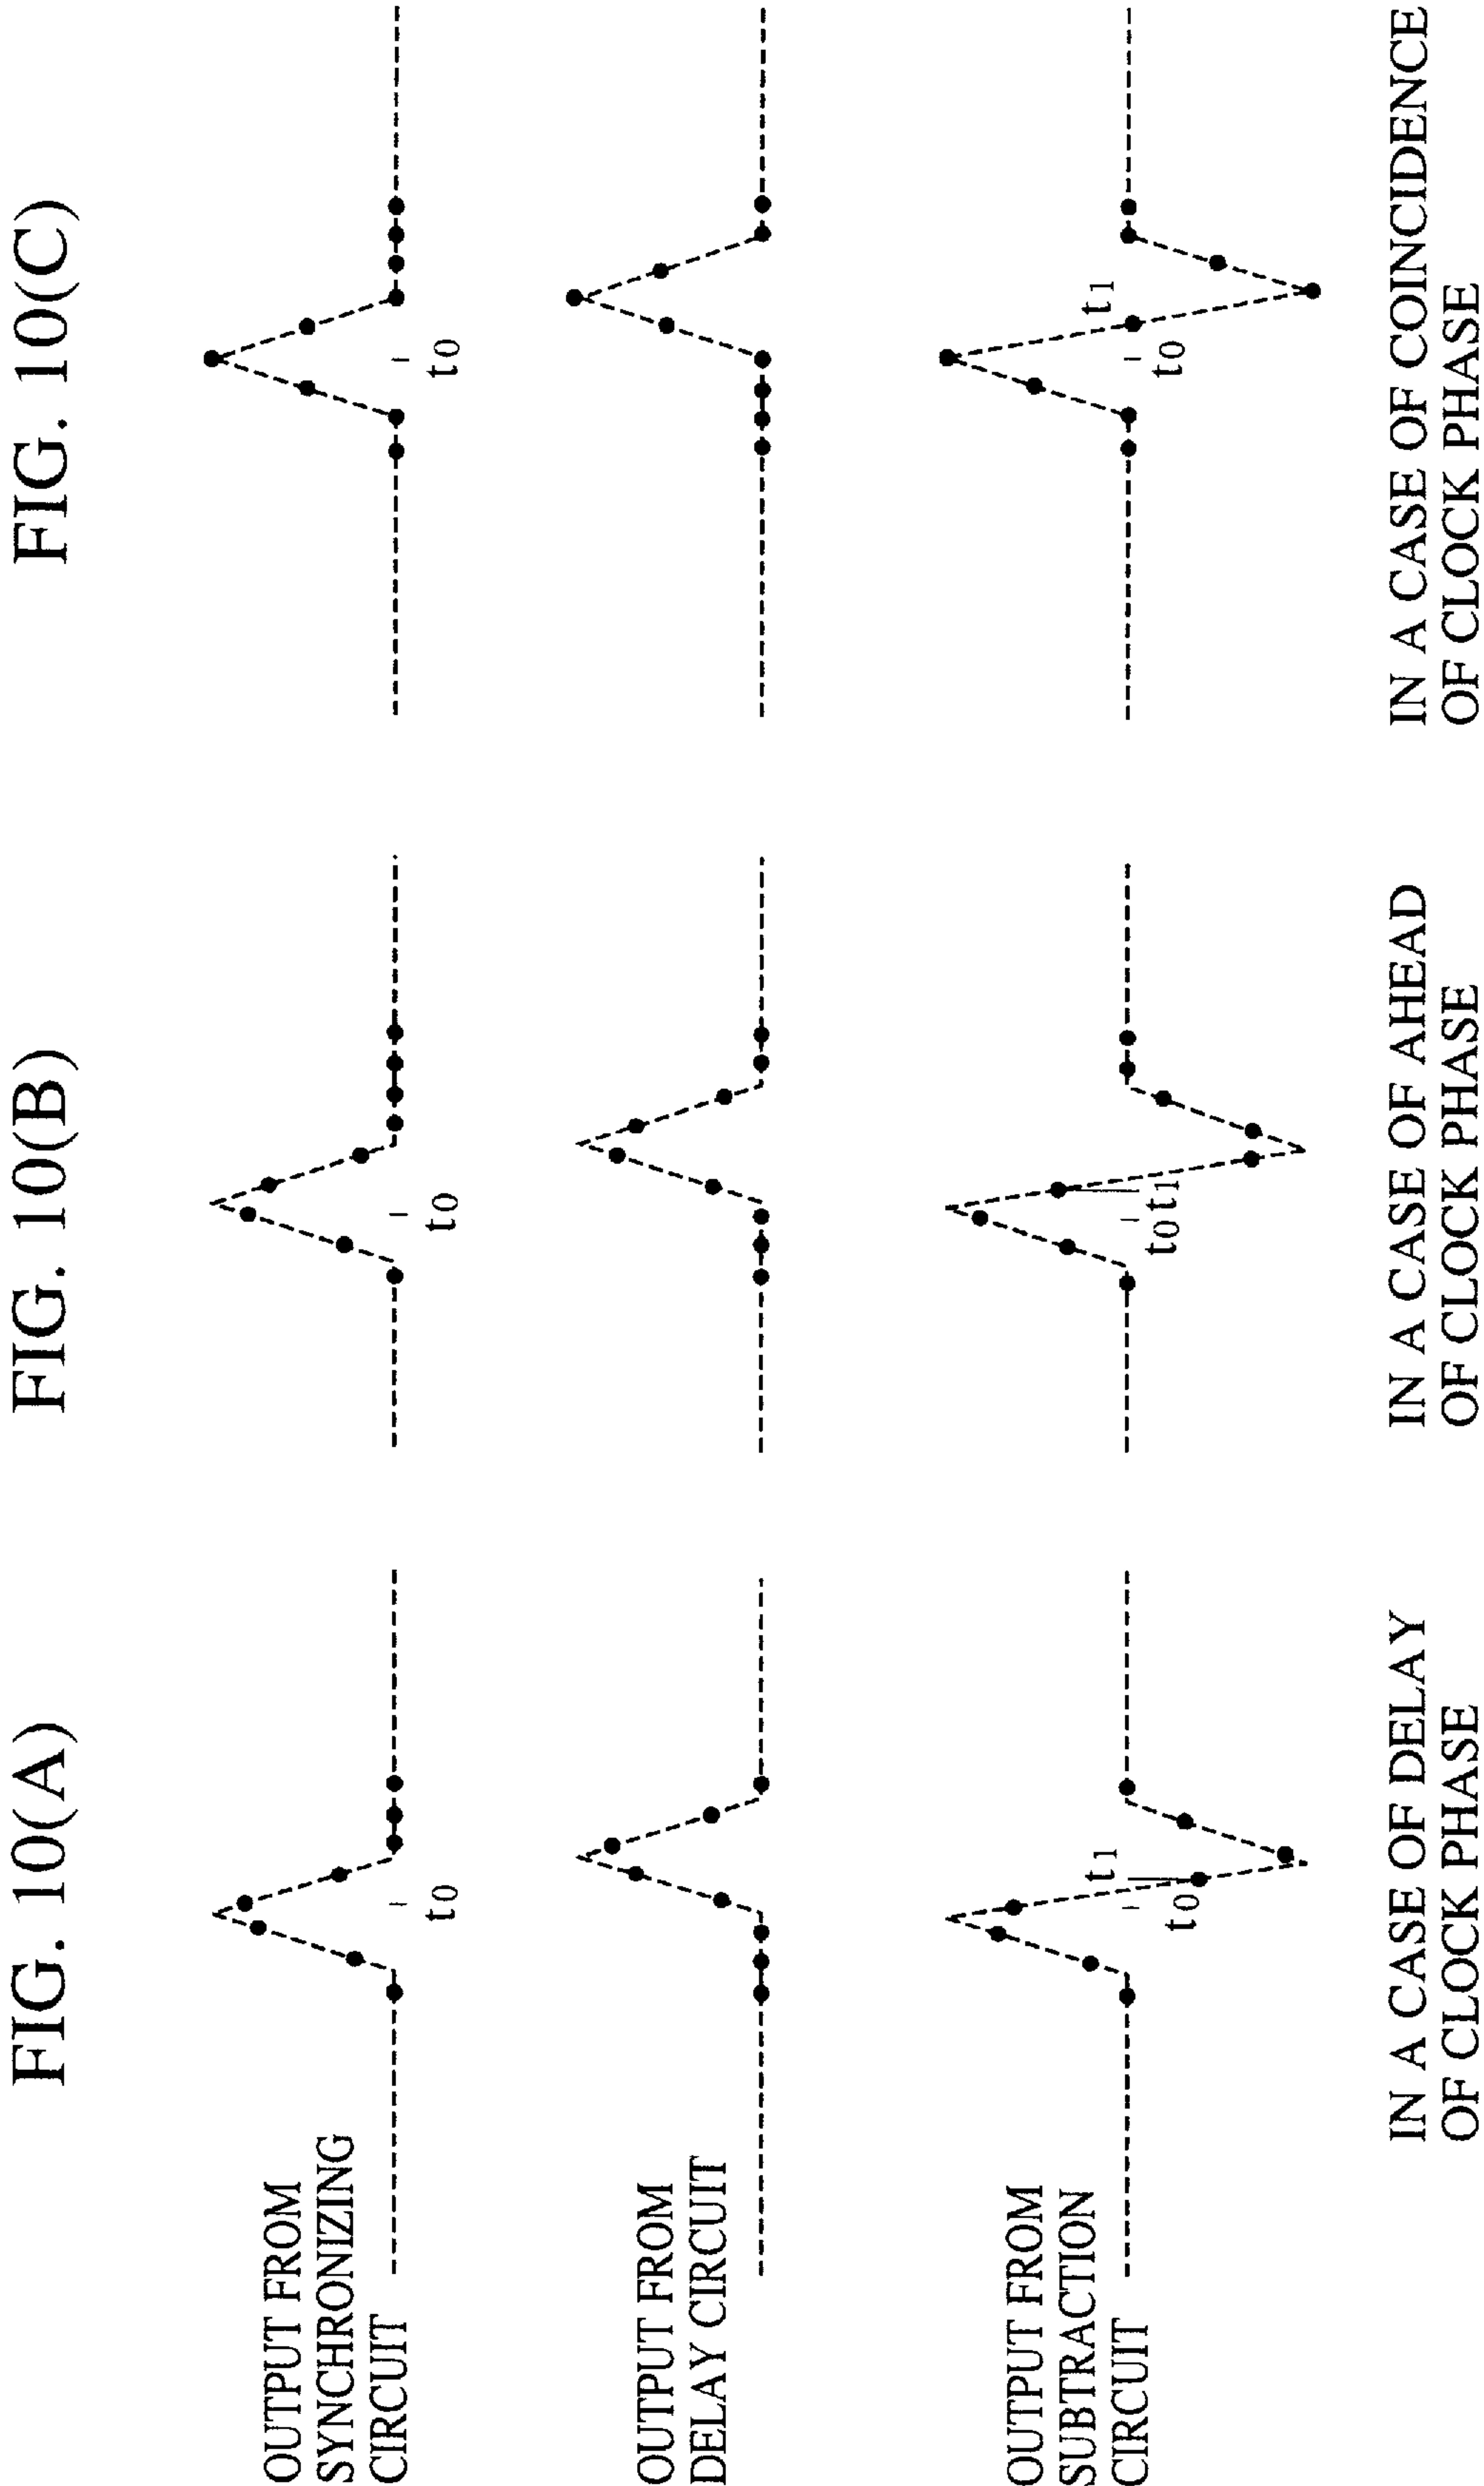 FIG. 10(A)
FIG. 10(B)
FIG. 10(C)
OUTPUT FROM
SYNCHRONIZING
CIRCUIT
t0
t0
t0
OUTPUT FROM
DELAY CIRCUIT
OUTPUT FROM
SUBTRACTION
CIRCUIT
t0
t1
t0 t1
t0
t1
IN A CASE OF DELAY
OF CLOCK PHASE
IN A CASE OF AHEAD
OF CLOCK PHASE
IN A CASE OF COINCIDENCE
OF CLOCK PHASE